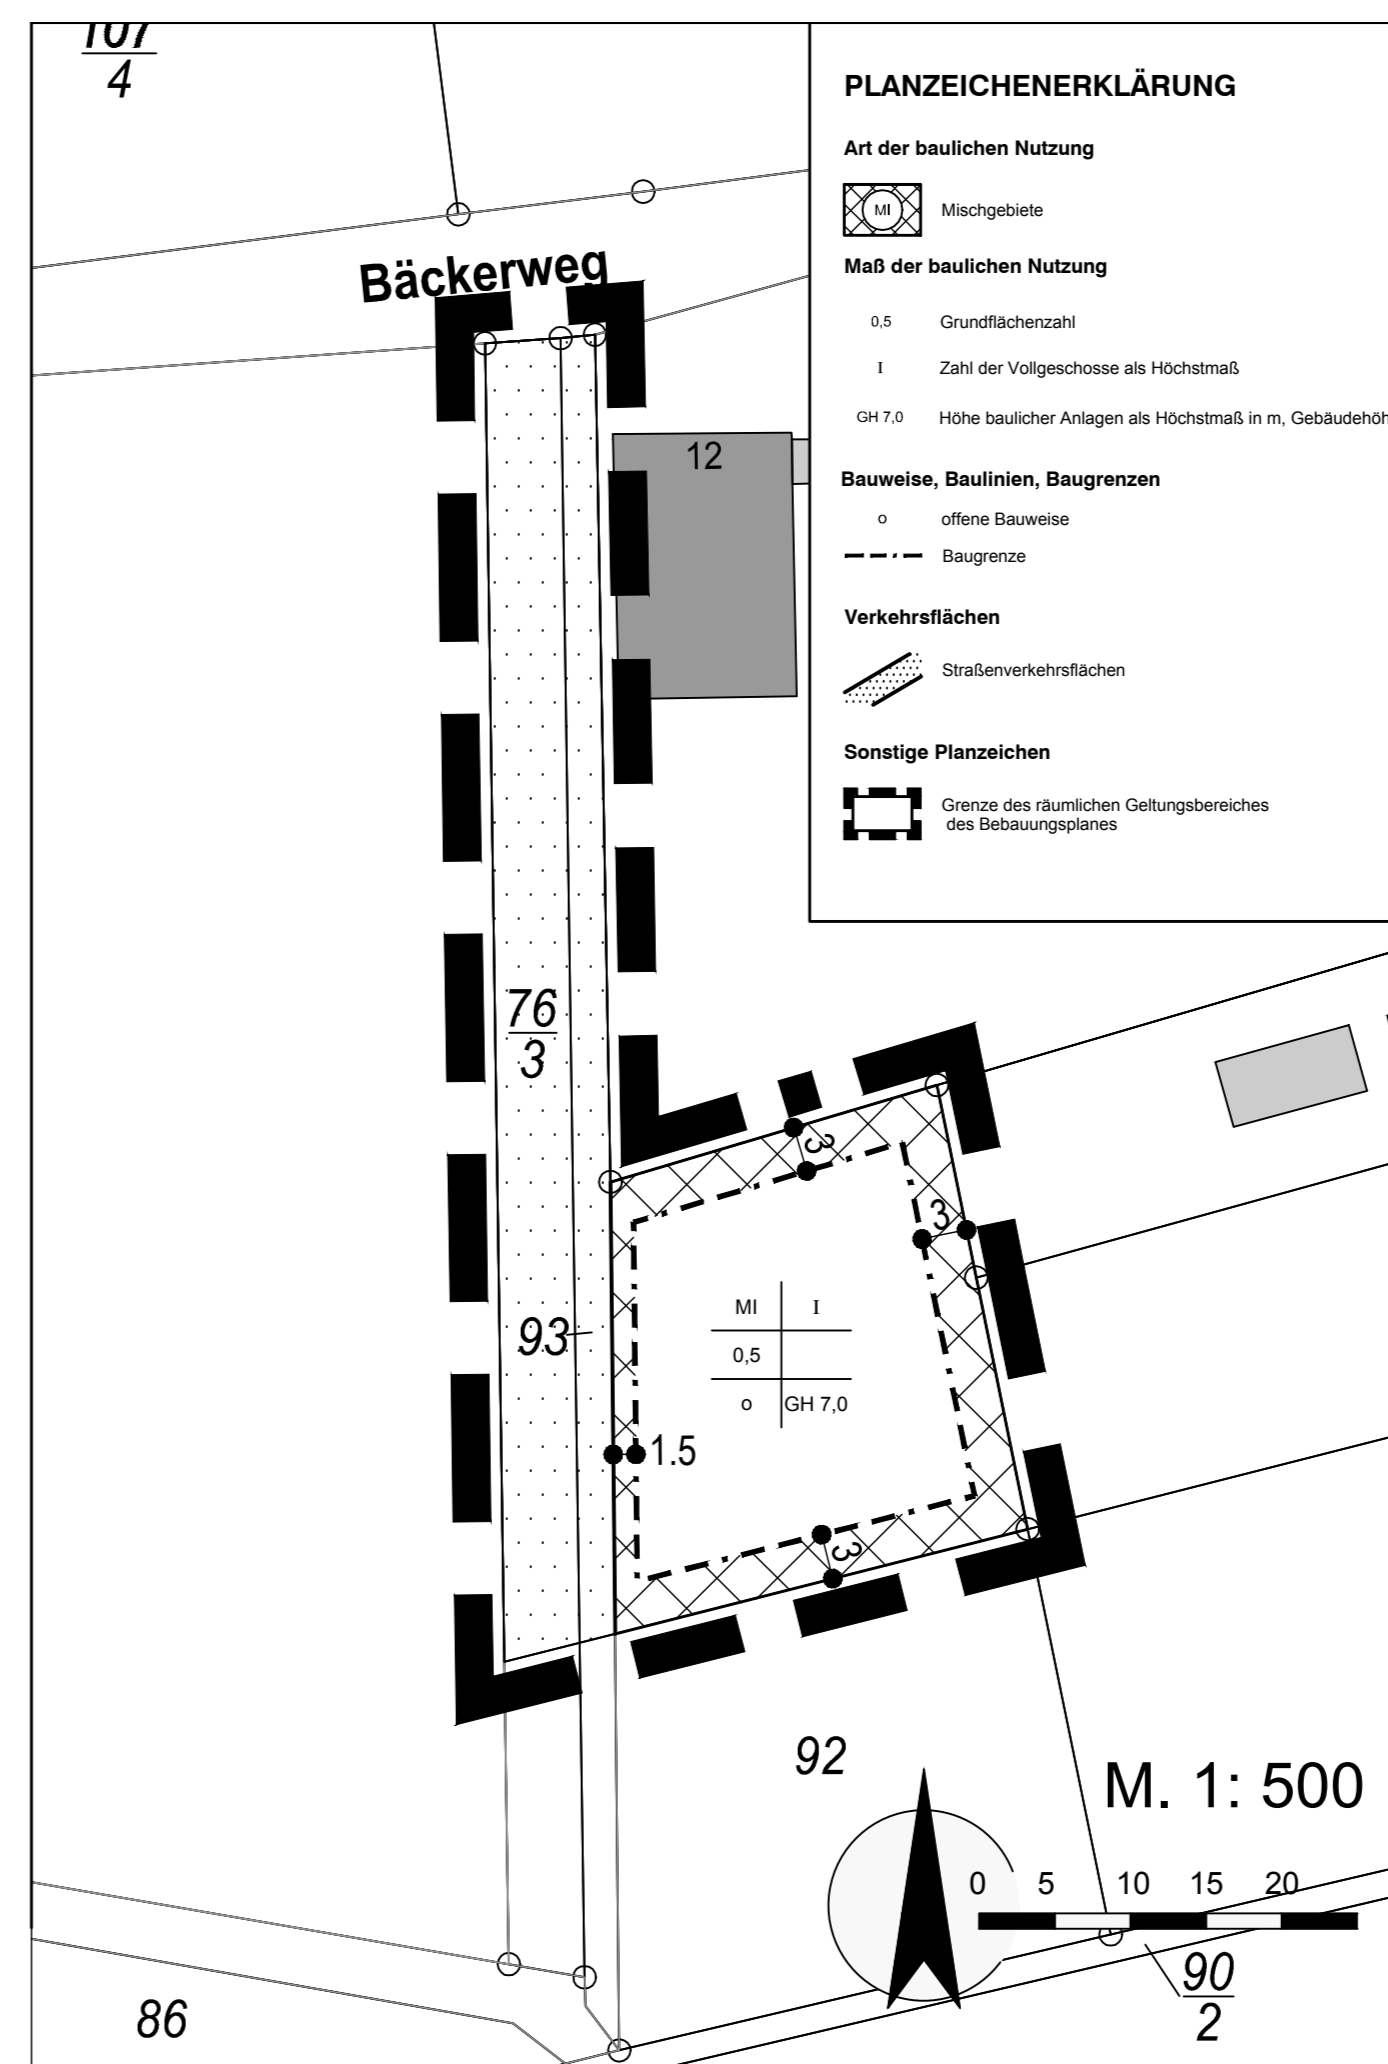 107
4
Bäckerweg
12
76
3
93
3
3
MI I
0,5
o GH 7,0
1.5
3
92
86
90
2
M. 1: 500
0 5 10 15 20
PLANZEICHENERKLÄRUNG
Art der baulichen Nutzung
MI Mischgebiete
Maß der baulichen Nutzung
0,5 Grundflächenzahl
I Zahl der Vollgeschosse als Höchstmaß
GH 7,0 Höhe baulicher Anlagen als Höchstmaß in m, Gebäudehöh
Bauweise, Baulinien, Baugrenzen
o offene Bauweise
Baugrenze
Verkehrsflächen
Straßenverkehrsflächen
Sonstige Planzeichen
Grenze des räumlichen Geltungsbereiches
des Bebauungsplanes